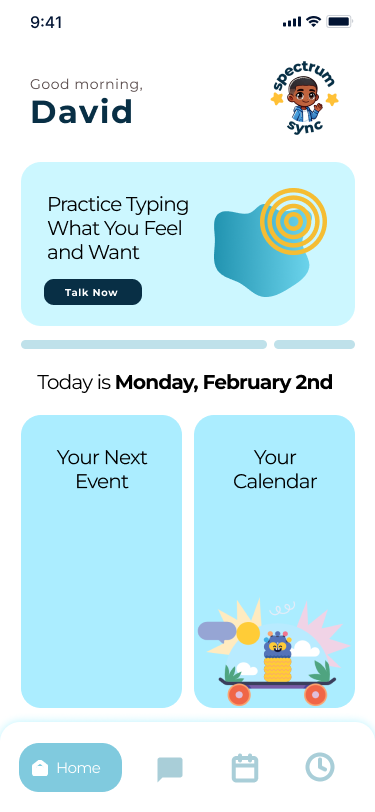 9:41
Good morning,
David
spectrum
sync
Practice Typing
What You Feel
and Want
Talk Now
Today is Monday, February 2nd
Your Next
Event
Your
Calendar
Home